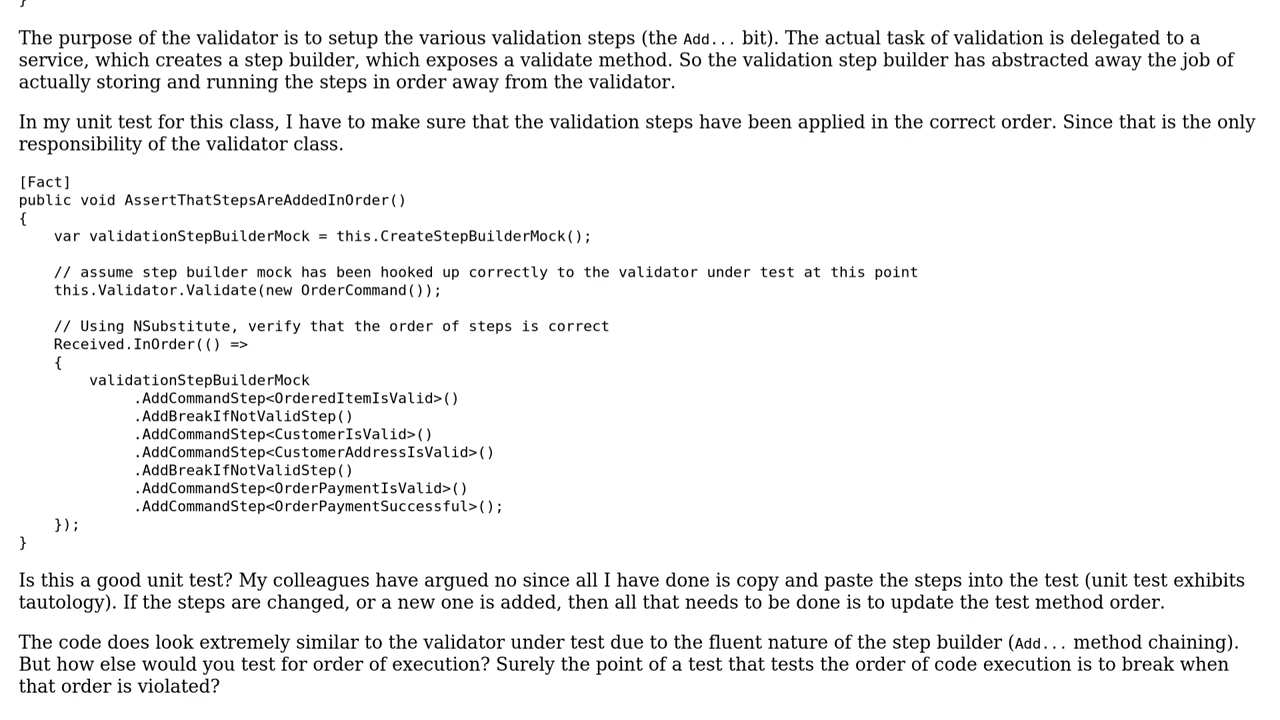 }
The purpose of the validator is to setup the various validation steps (the Add... bit). The actual task of validation is delegated to a
service, which creates a step builder, which exposes a validate method. So the validation step builder has abstracted away the job of
actually storing and running the steps in order away from the validator.
In my unit test for this class, I have to make sure that the validation steps have been applied in the correct order. Since that is the only
responsibility of the validator class.
[Fact]
public void AssertThatStepsAreAddedInOrder()
{
    var validationStepBuilderMock = this.CreateStepBuilderMock();
    // assume step builder mock has been hooked up correctly to the validator under test at this point
    this.Validator.Validate(new OrderCommand());
    // Using NSubstitute, verify that the order of steps is correct
    Received.InOrder(() =>
    {
        validationStepBuilderMock
             .AddCommandStep<OrderedItemIsValid>()
             .AddBreakIfNotValidStep()
             .AddCommandStep<CustomerIsValid>()
             .AddCommandStep<CustomerAddressIsValid>()
             .AddBreakIfNotValidStep()
             .AddCommandStep<OrderPaymentIsValid>()
             .AddCommandStep<OrderPaymentSuccessful>();
    });
}
Is this a good unit test? My colleagues have argued no since all I have done is copy and paste the steps into the test (unit test exhibits
tautology). If the steps are changed, or a new one is added, then all that needs to be done is to update the test method order.
The code does look extremely similar to the validator under test due to the fluent nature of the step builder (Add... method chaining).
But how else would you test for order of execution? Surely the point of a test that tests the order of code execution is to break when
that order is violated?